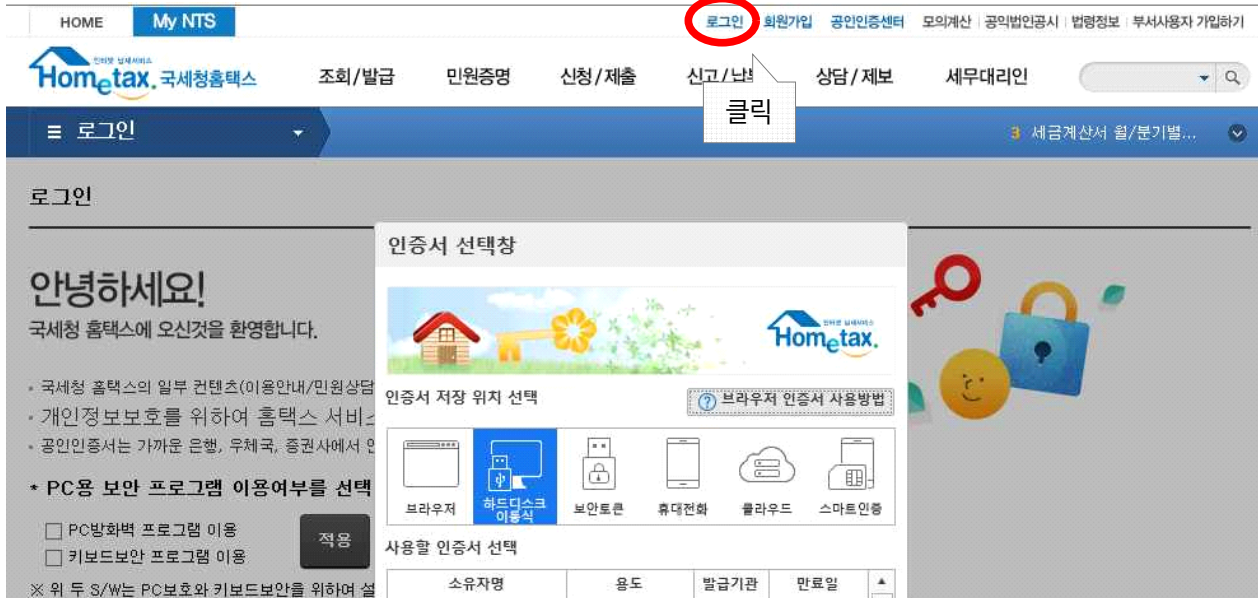 HOME My NTS 로그인 회원가입 공인인증센터 모의계산 공익법인공시 법령정보 부서사용자 가입하기
Hometax. 국세청홈택스 조회/발급 민원증명 신청/제출 신고/납부 상담/제보 세무대리인
클릭
≡ 로그인 3 세금계산서 월/분기별...
로그인
인증서 선택창
안녕하세요!
국세청 홈택스에 오신것을 환영합니다.
인터넷 납세서비스
Hometax.
· 국세청 홈택스의 일부 컨텐츠(이용안내/민원상담
· 개인정보보호를 위하여 홈택스 서비스
· 공인인증서는 가까운 은행, 우체국, 증권사에서
인증서 저장 위치 선택 ? 브라우저 인증서 사용방법
브라우저 하드디스크 이동식 보안토큰 휴대전화 클라우드 스마트인증
* PC용 보안 프로그램 이용여부를 선택
PC방화벽 프로그램 이용
키보드보안 프로그램 이용
적용
사용할 인증서 선택
소유자명 용도 발급기관 만료일
※ 위 두 S/W는 PC보호와 키보드보안을 위하여 설